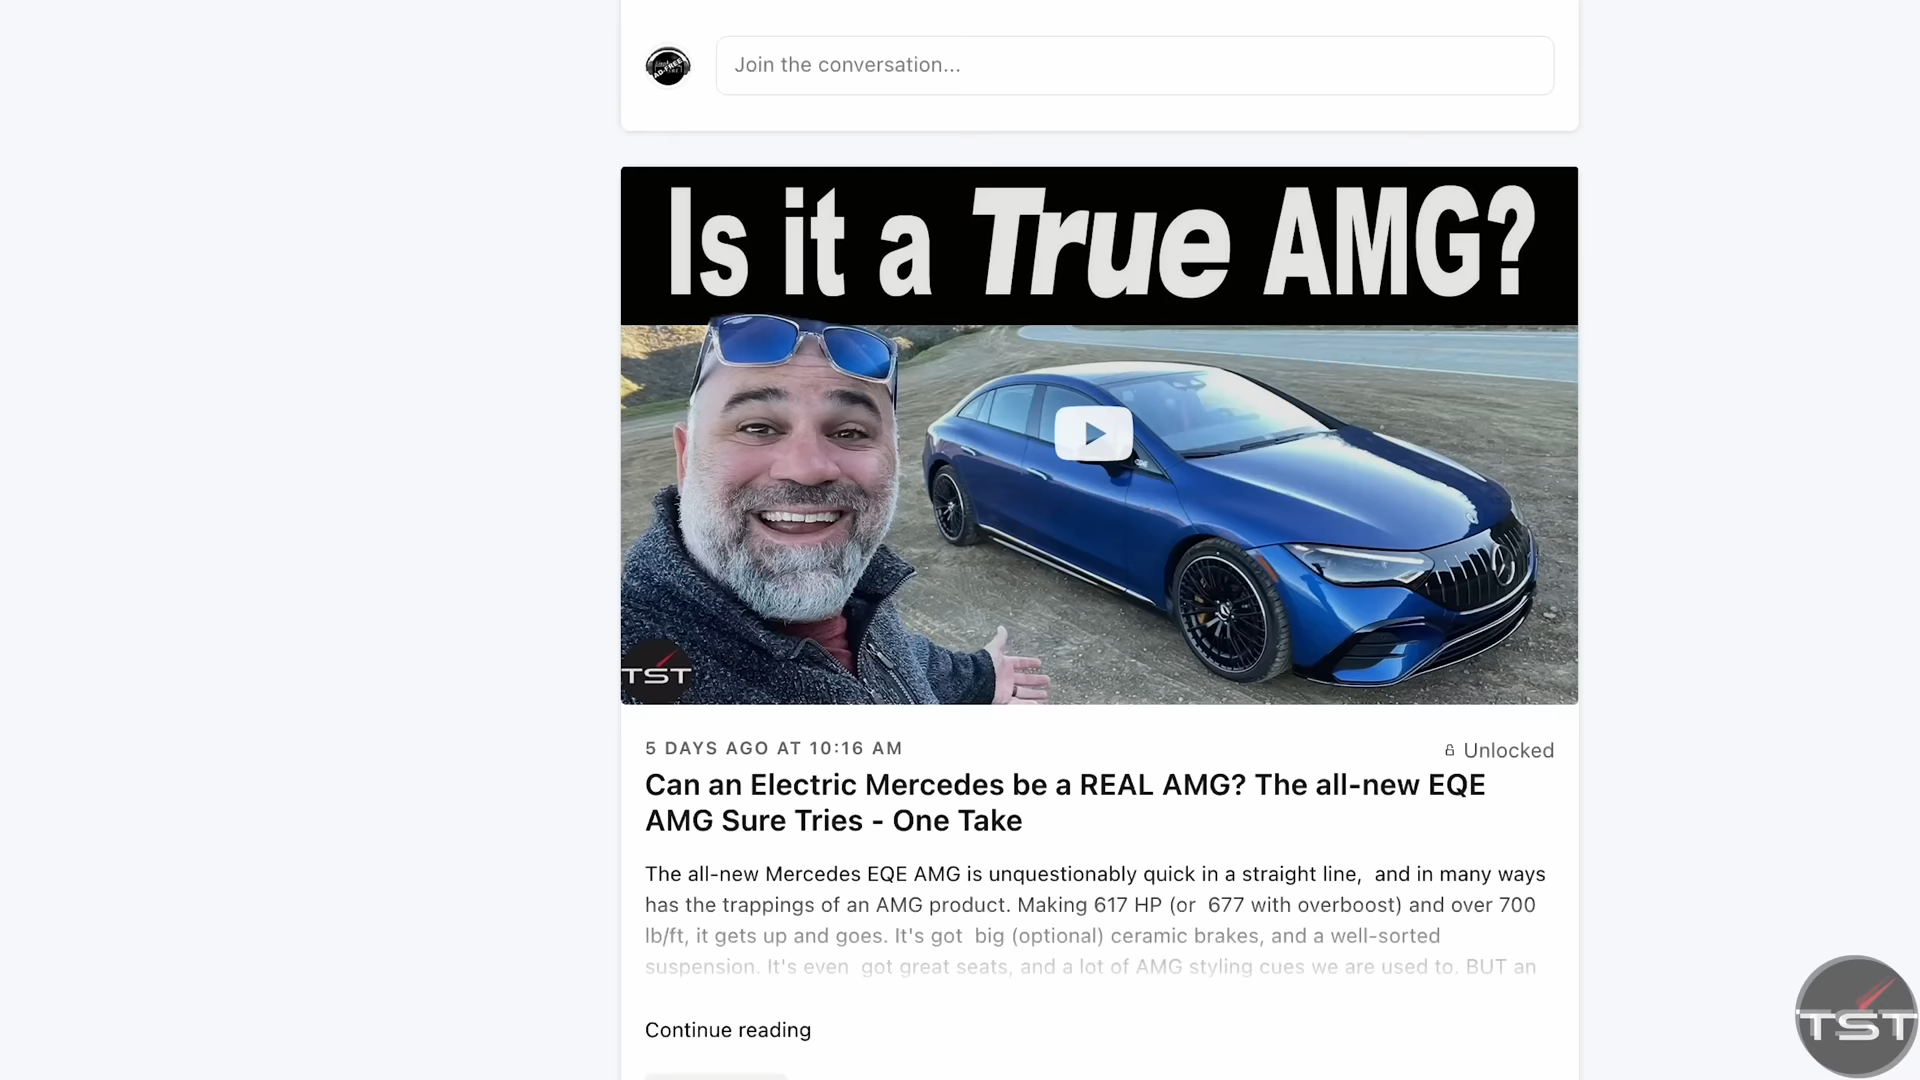 AD-FREE
Join the conversation...
Is it a True AMG?
TST
5 DAYS AGO AT 10:16 AM
Unlocked
Can an Electric Mercedes be a REAL AMG? The all-new EQE
AMG Sure Tries - One Take
The all-new Mercedes EQE AMG is unquestionably quick in a straight line,  and in many ways
has the trappings of an AMG product. Making 617 HP (or  677 with overboost) and over 700
lb/ft, it gets up and goes. It's got  big (optional) ceramic brakes, and a well-sorted
suspension. It's even  got great seats, and a lot of AMG styling cues we are used to. BUT an
Continue reading
TST